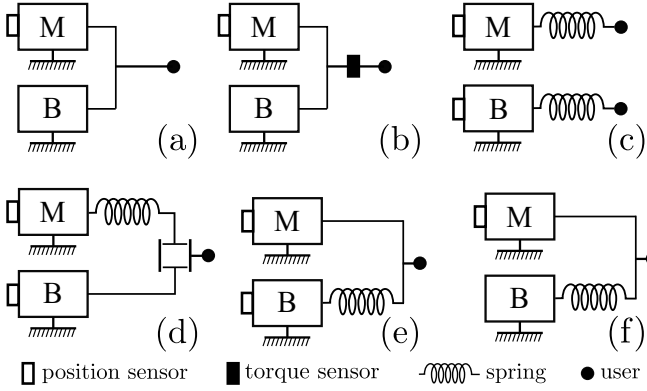 M M M
B B B
(a) (b) (c)
M M M
B B B
(d) (e) (f)
position sensor torque sensor spring user